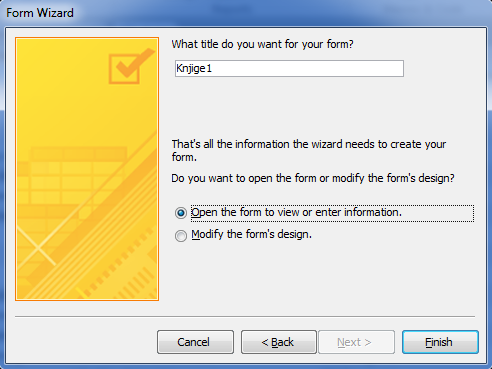 Form Wizard
What title do you want for your form?
Knjige1
That's all the information the wizard needs to create your
form.
Do you want to open the form or modify the form's design?
Open the form to view or enter information.
Modify the form's design.
Cancel
< Back
Next >
Finish